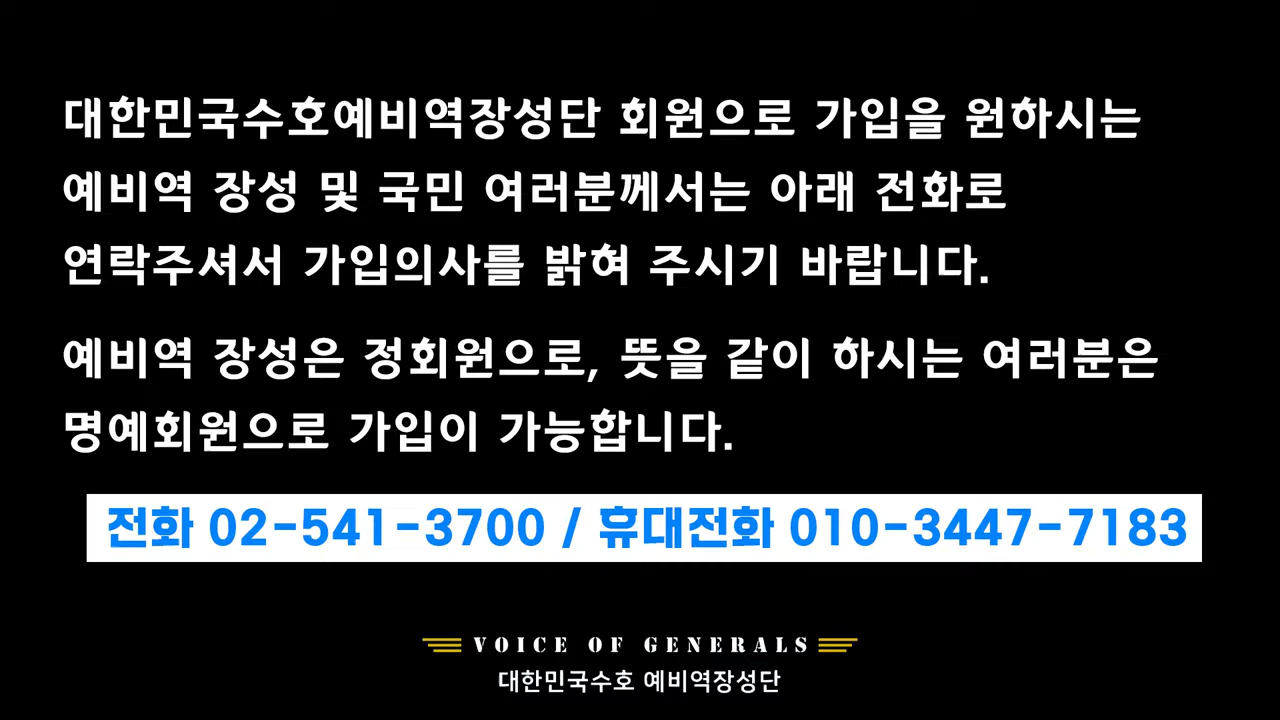 대한민국수호예비역장성단 회원으로 가입을 원하시는
예비역 장성 및 국민 여러분께서는 아래 전화로
연락주셔서 가입의사를 밝혀 주시기 바랍니다.
예비역 장성은 정회원으로, 뜻을 같이 하시는 여러분은
명예회원으로 가입이 가능합니다.
전화 02-541-3700 / 휴대전화 010-3447-7183
VOICE OF GENERALS
대한민국수호 예비역장성단